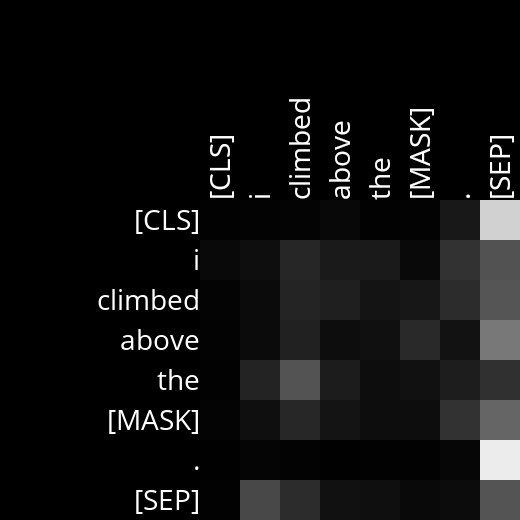 [CLS] i climbed above the [MASK] . [SEP]
[CLS]
i
climbed
above
the
[MASK]
.
[SEP]